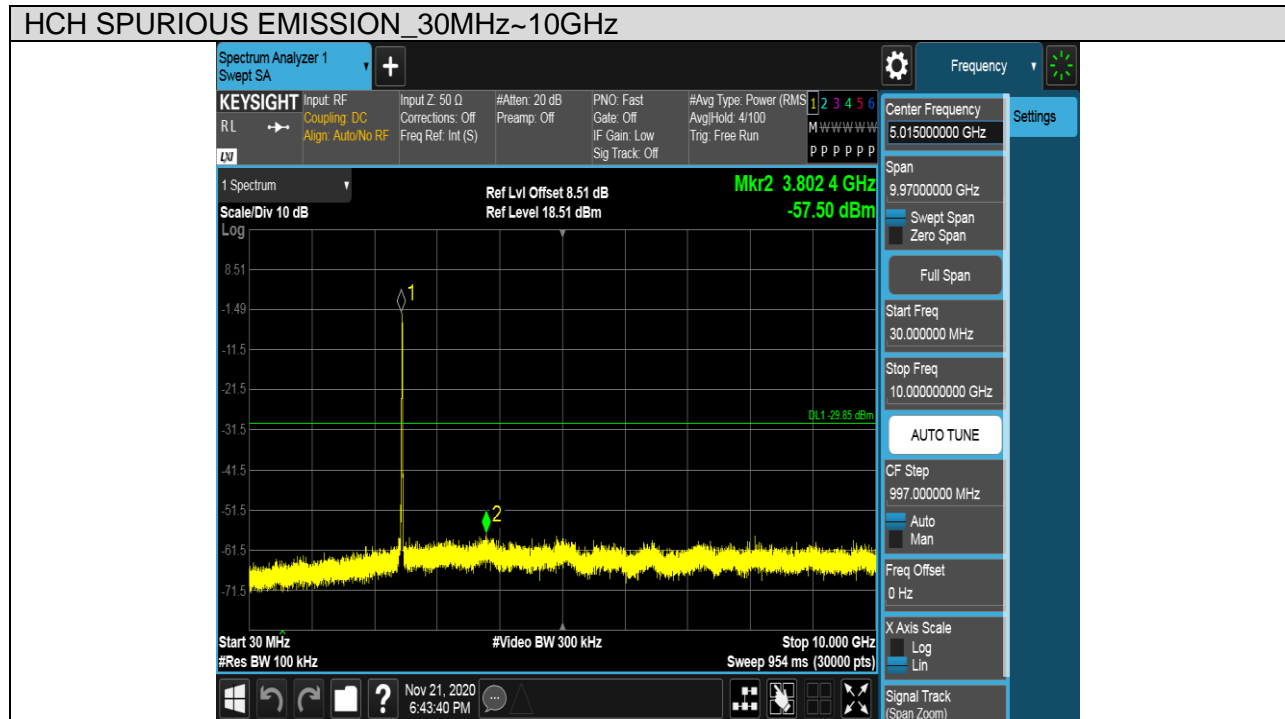 HCH SPURIOUS EMISSION_30MHz~10GHz
Spectrum Analyzer 1
Swept SA
+
Frequency
KEYSIGHT
RL
LXI
Input: RF
Coupling: DC
Align: Auto/No RF
Input Z: 50 Ω
Corrections: Off
Freq Ref: Int (S)
#Atten: 20 dB
Preamp: Off
PNO: Fast
Gate: Off
IF Gain: Low
Sig Track: Off
#Avg Type: Power (RMS
Avg|Hold: 4/100
Trig: Free Run
1 2 3 4 5 6
M W W W W W
P P P P P P
1 Spectrum
Scale/Div 10 dB
Ref Lvl Offset 8.51 dB
Ref Level 18.51 dBm
Mkr2 3.802 4 GHz
-57.50 dBm
Log
8.51
-1.49
-11.5
-21.5
-31.5
-41.5
-51.5
-61.5
-71.5
1
DL1 -29.85 dBm
2
Start 30 MHz
#Res BW 100 kHz
#Video BW 300 kHz
Stop 10.000 GHz
Sweep 954 ms (30000 pts)
Nov 21, 2020
6:43:40 PM
?
Center Frequency
5.015000000 GHz
Settings
Span
9.97000000 GHz
Swept Span
Zero Span
Full Span
Start Freq
30.000000 MHz
Stop Freq
10.000000000 GHz
AUTO TUNE
CF Step
997.000000 MHz
Auto
Man
Freq Offset
0 Hz
X Axis Scale
Log
Lin
Signal Track
(Span Zoom)